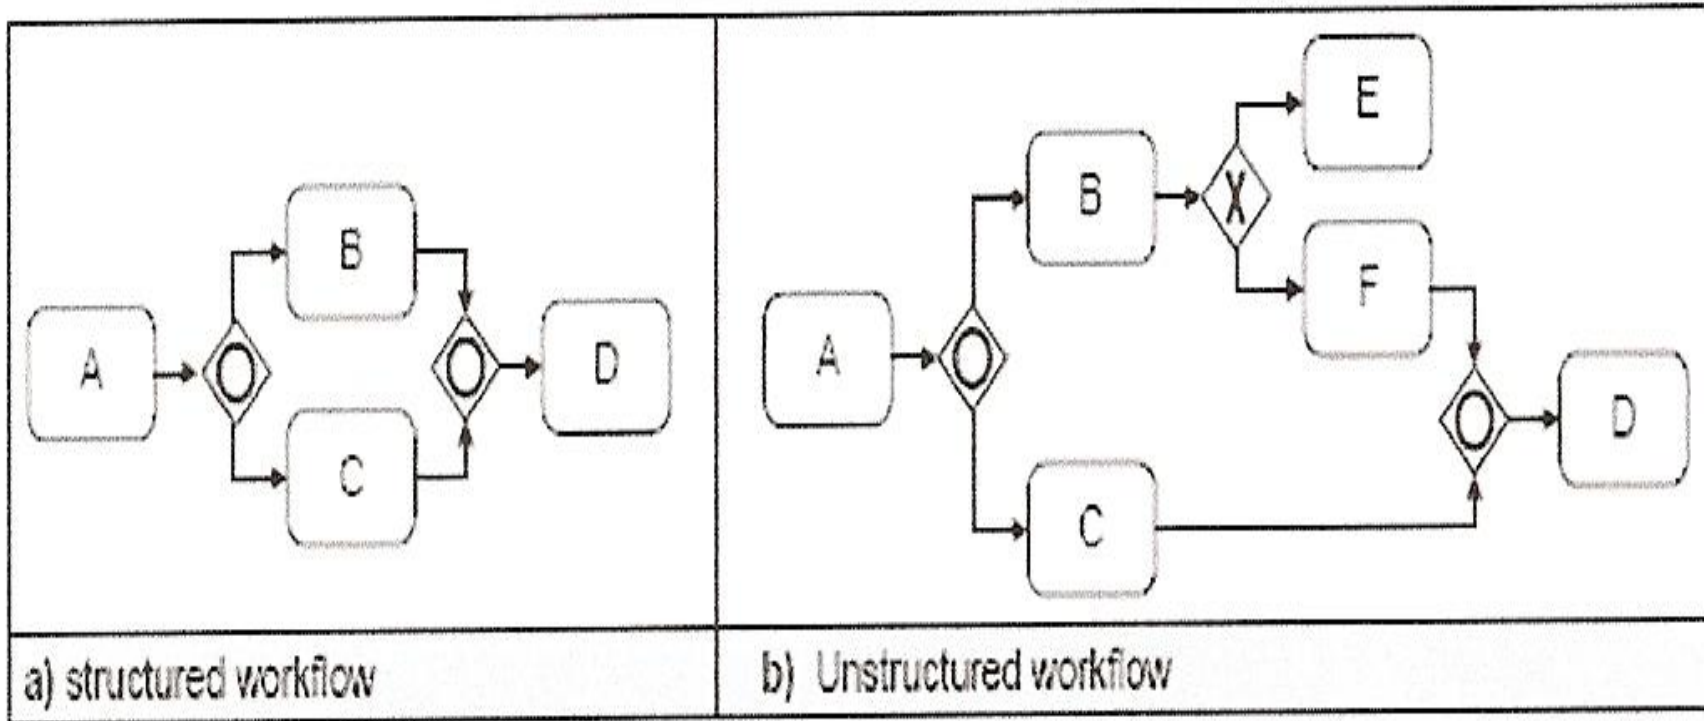 A
B
C
D
a) structured workflow
A
B
C
X
E
F
D
b) Unstructured workflow